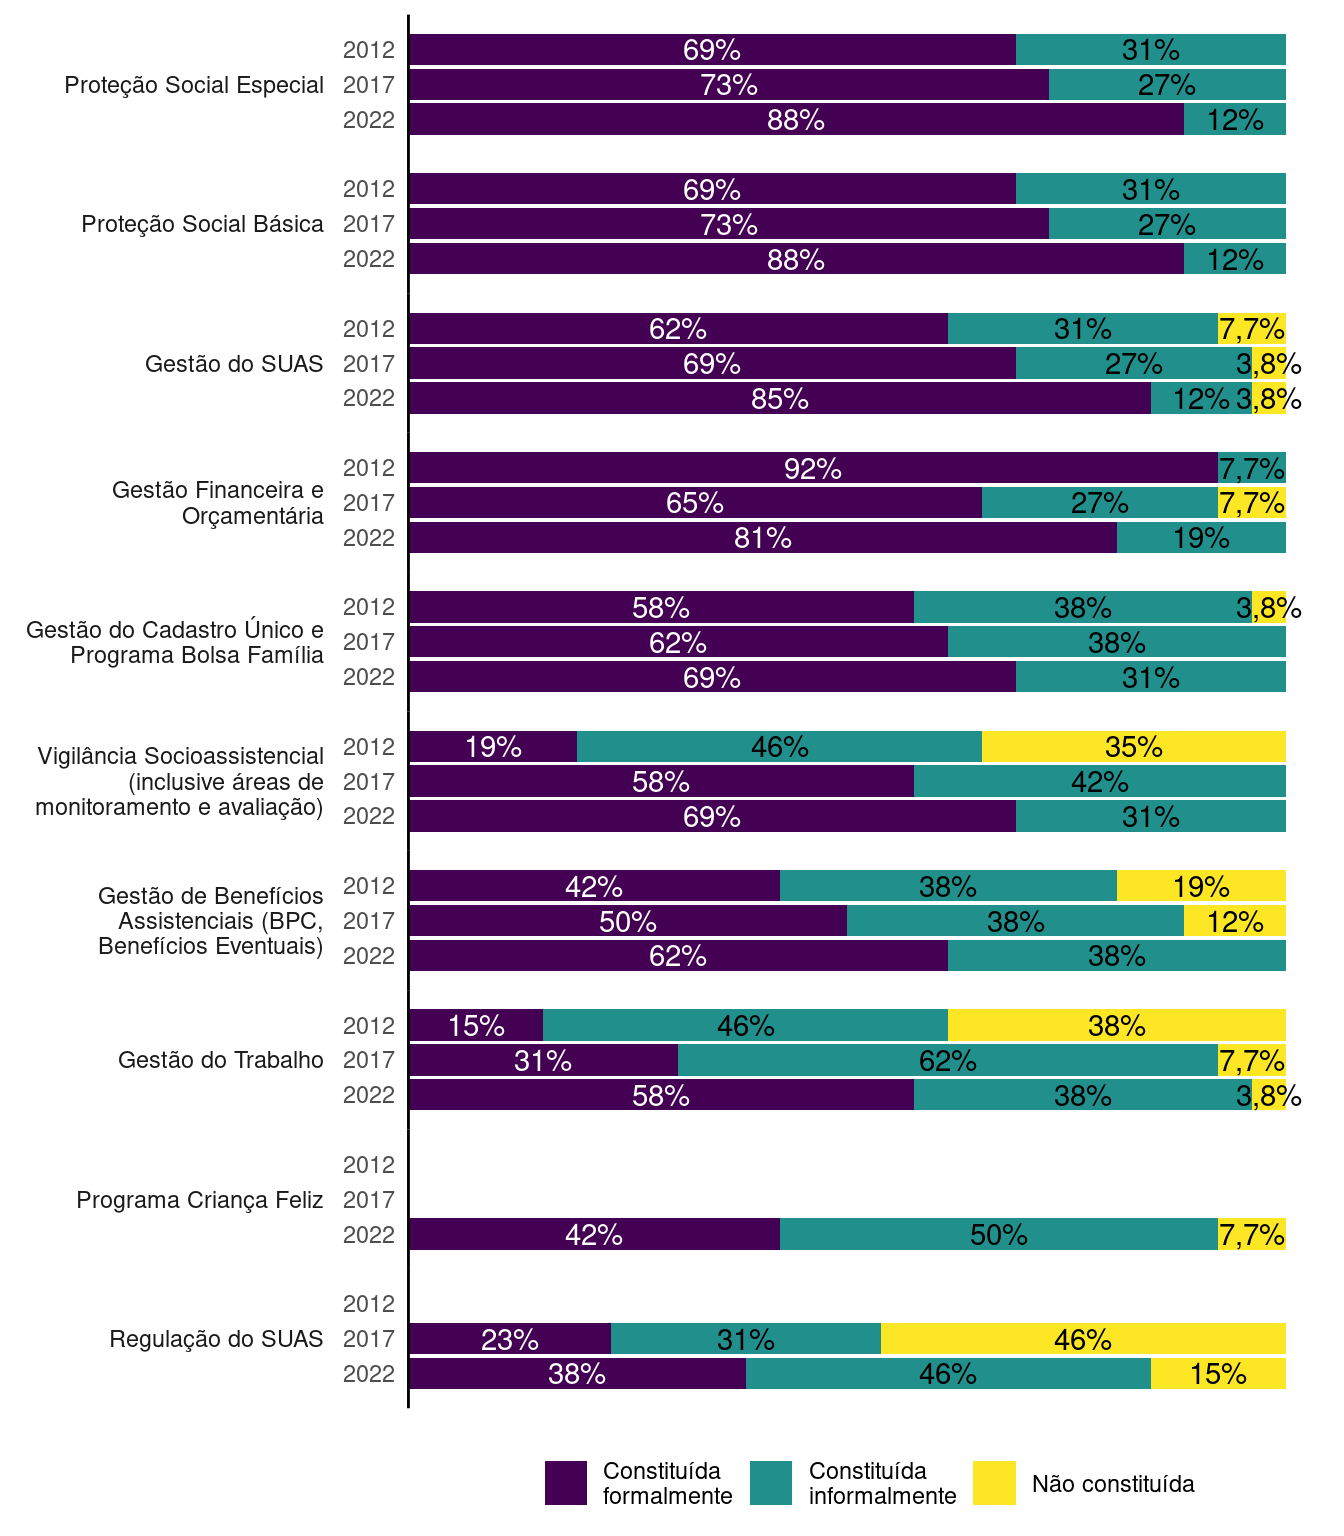 2012 69% 31%
Proteção Social Especial 2017 73% 27%
2022 88% 12%
2012 69% 31%
Proteção Social Básica 2017 73% 27%
2022 88% 12%
2012 62% 31% 7,7%
Gestão do SUAS 2017 69% 27% 3,8%
2022 85% 12% 3,8%
2012 92% 7,7%
Gestão Financeira e
Orçamentária
2017 65% 27% 7,7%
2022 81% 19%
2012 58% 38% 3,8%
Gestão do Cadastro Único e
Programa Bolsa Família
2017 62% 38%
2022 69% 31%
2012 19% 46% 35%
Vigilância Socioassistencial
(inclusive áreas de
monitoramento e avaliação)
2017 58% 42%
2022 69% 31%
2012 42% 38% 19%
Gestão de Benefícios
Assistenciais (BPC,
Benefícios Eventuais)
2017 50% 38% 12%
2022 62% 38%
2012 15% 46% 38%
Gestão do Trabalho 2017 31% 62% 7,7%
2022 58% 38% 3,8%
2012
Programa Criança Feliz 2017
2022 42% 50% 7,7%
2012
Regulação do SUAS 2017 23% 31% 46%
2022 38% 46% 15%
Constituída
formalmente
Constituída
informalmente
Não constituída